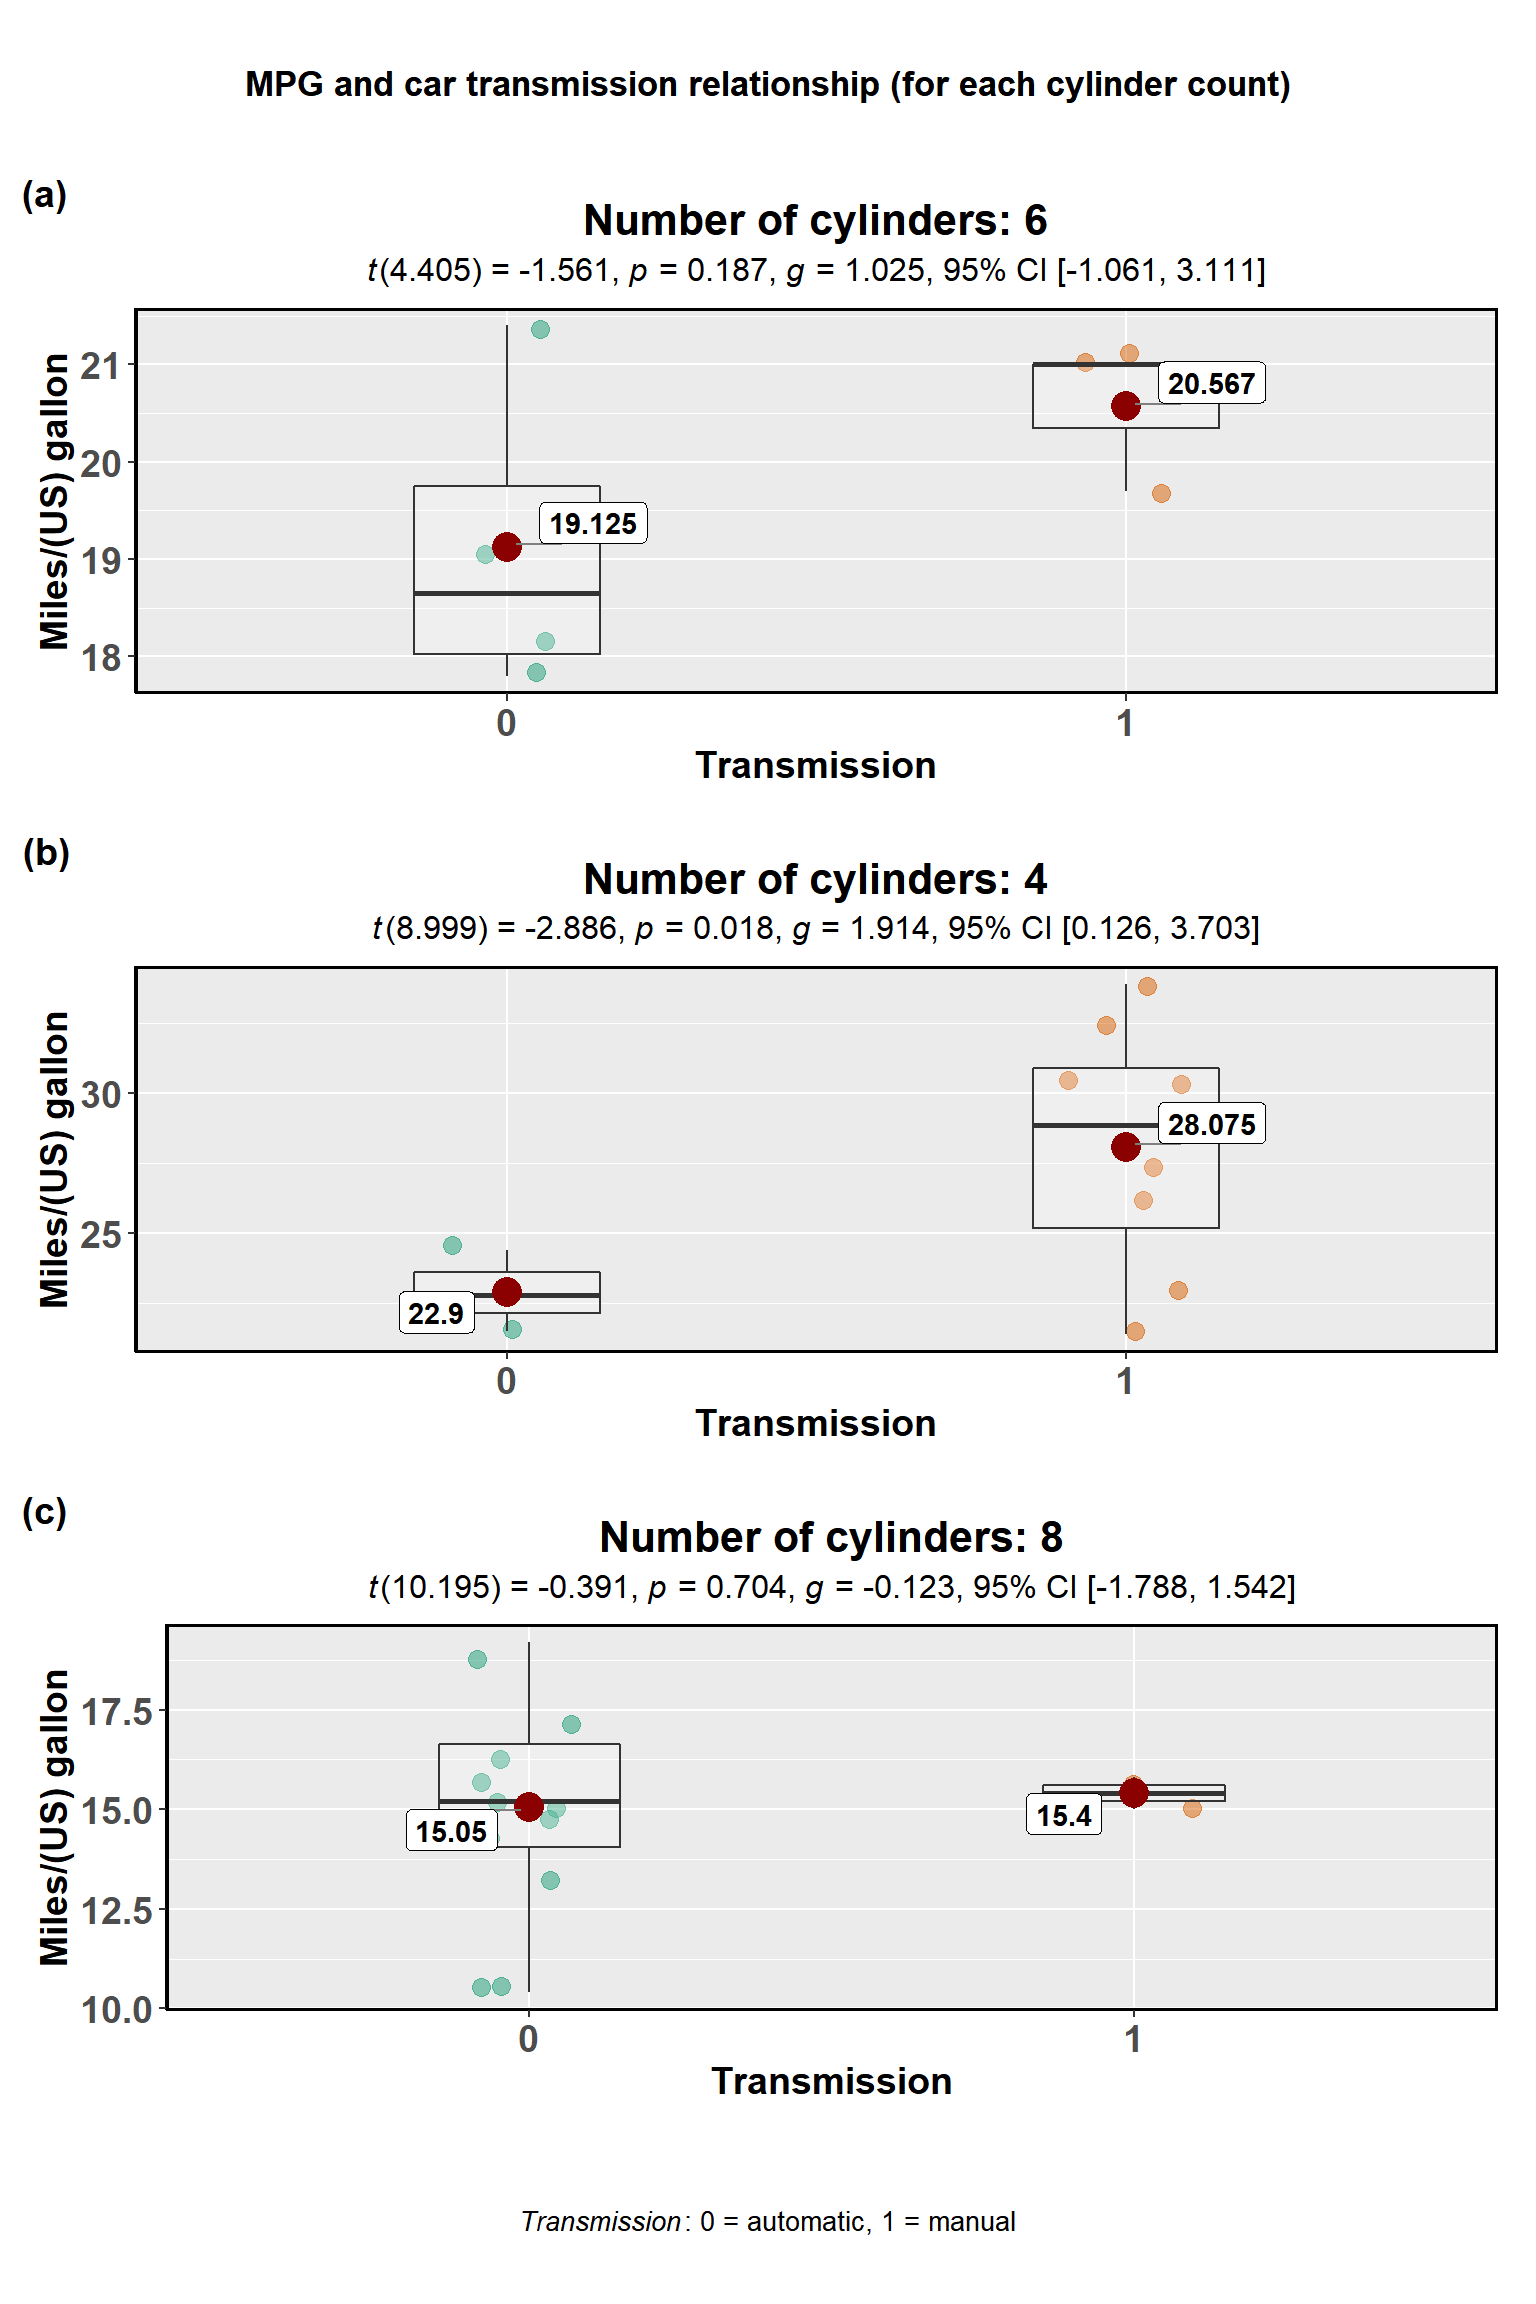 MPG and car transmission relationship (for each cylinder count)
(a)
Number of cylinders: 6
t(4.405) = -1.561, p = 0.187, g = 1.025, 95% CI [-1.061, 3.111]
Miles/(US) gallon
21
20
19
18
19.125
20.567
0
1
Transmission
(b)
Number of cylinders: 4
t(8.999) = -2.886, p = 0.018, g = 1.914, 95% CI [0.126, 3.703]
Miles/(US) gallon
30
25
22.9
28.075
0
1
Transmission
(c)
Number of cylinders: 8
t(10.195) = -0.391, p = 0.704, g = -0.123, 95% CI [-1.788, 1.542]
Miles/(US) gallon
17.5
15.0
12.5
10.0
15.05
15.4
0
1
Transmission
Transmission: 0 = automatic, 1 = manual